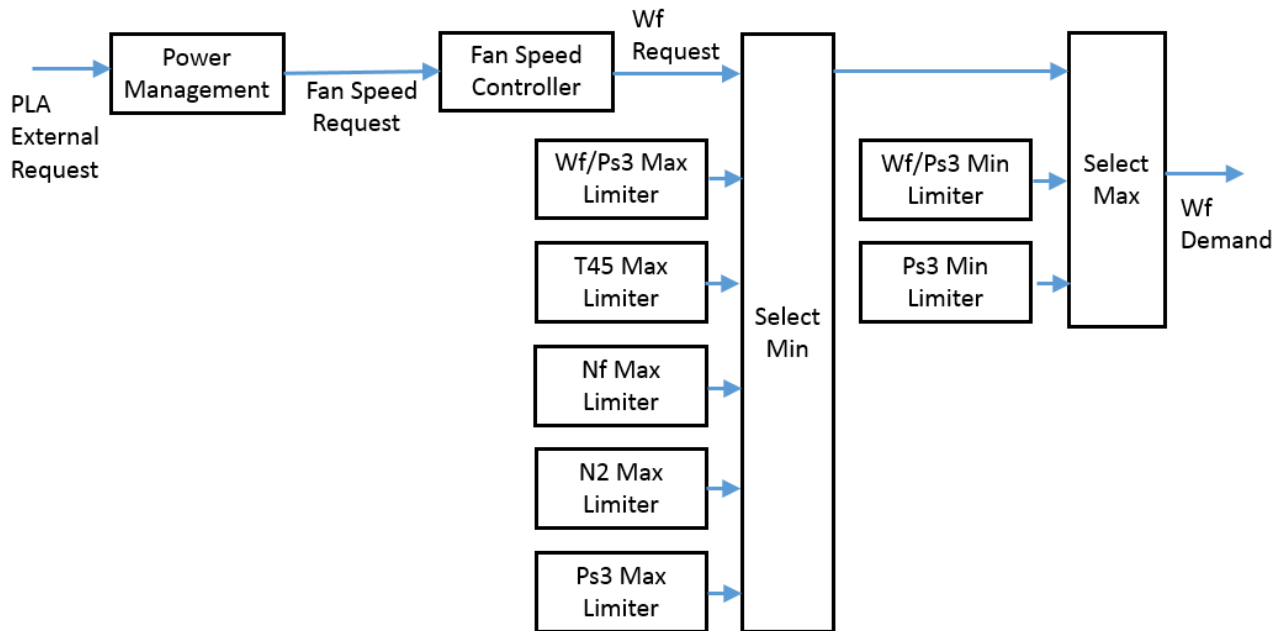 PLA
External
Request
Power
Management
Fan Speed
Request
Fan Speed
Controller
Wf
Request
Wf/Ps3 Max
Limiter
T45 Max
Limiter
Nf Max
Limiter
N2 Max
Limiter
Ps3 Max
Limiter
Select
Min
Wf/Ps3 Min
Limiter
Ps3 Min
Limiter
Select
Max
Wf
Demand